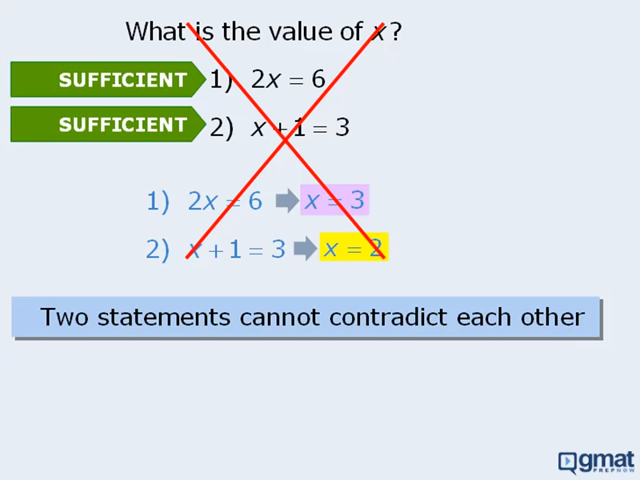 What is the value of x ?
SUFFICIENT 1) 2x = 6
SUFFICIENT 2) x + 1 = 3
1) 2x = 6 ➡ x = 3
2) x + 1 = 3 ➡ x = 2
Two statements cannot contradict each other
gmat
PREPNOW